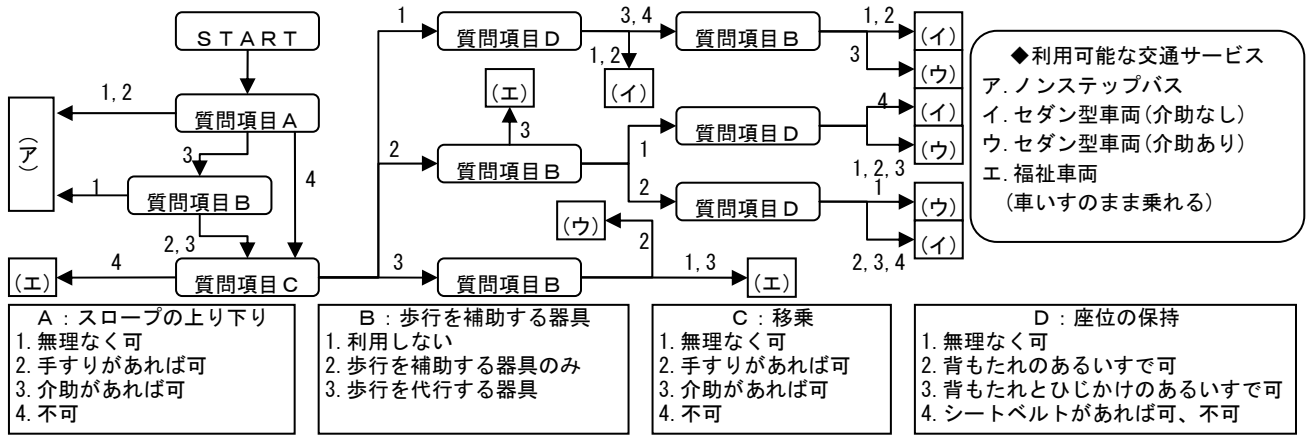 START
質問項目A
1,2
3
4
(ア)
1
質問項目B
2,3
質問項目C
4
(エ)
1
質問項目D
3,4
1,2
(イ)
質問項目B
1,2
(イ)
3
(ウ)
2
質問項目B
3
(エ)
1
質問項目D
4
(イ)
(ウ)
1,2,3
2
質問項目D
1
(ウ)
(イ)
2,3,4
3
質問項目B
2
(ウ)
1,3
(エ)
◆利用可能な交通サービス
ア.ノンステップバス
イ.セダン型車両(介助なし)
ウ.セダン型車両(介助あり)
エ.福祉車両
(車いすのまま乗れる)
A:スロープの上り下り
1.無理なく可
2.手すりがあれば可
3.介助があれば可
4.不可
B:歩行を補助する器具
1.利用しない
2.歩行を補助する器具のみ
3.歩行を代行する器具
C:移乗
1.無理なく可
2.手すりがあれば可
3.介助があれば可
4.不可
D:座位の保持
1.無理なく可
2.背もたれのあるいすで可
3.背もたれとひじかけのあるいすで可
4.シートベルトがあれば可、不可